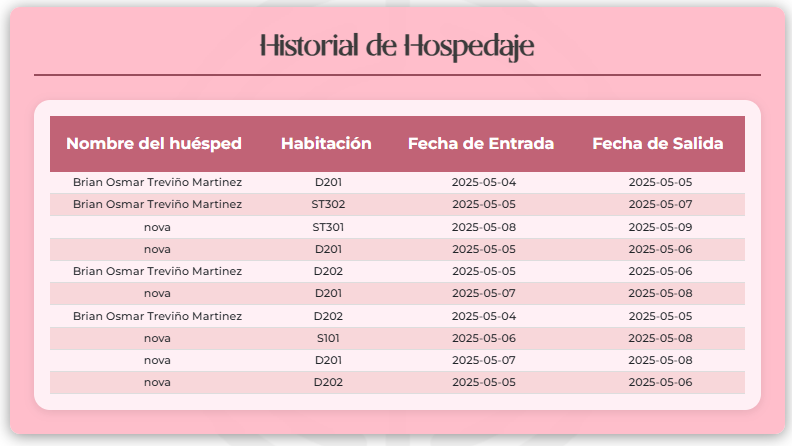 Historial de Hospedaje
Nombre del huésped Habitación Fecha de Entrada Fecha de Salida
Brian Osmar Treviño Martinez D201 2025-05-04 2025-05-05
Brian Osmar Treviño Martinez ST302 2025-05-05 2025-05-07
nova ST301 2025-05-08 2025-05-09
nova D201 2025-05-05 2025-05-06
Brian Osmar Treviño Martinez D202 2025-05-05 2025-05-06
nova D201 2025-05-07 2025-05-08
Brian Osmar Treviño Martinez D202 2025-05-04 2025-05-05
nova S101 2025-05-06 2025-05-08
nova D201 2025-05-07 2025-05-08
nova D202 2025-05-05 2025-05-06